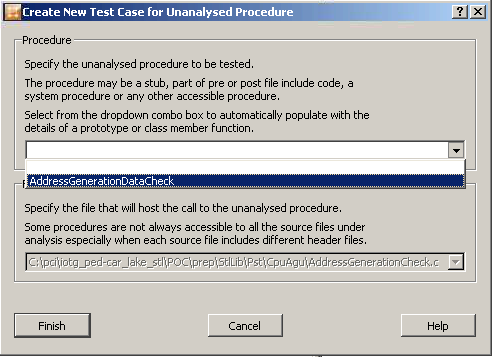 Create New Test Case for Unanalysed Procedure
Procedure
Specify the unanalysed procedure to be tested.
The procedure may be a stub, part of pre or post file include code, a
system procedure or any other accessible procedure.
Select from the dropdown combo box to automatically populate with the
details of a prototype or class member function.
AddressGenerationDataCheck
Specify the file that will host the call to the unanalysed procedure.
Some procedures are not always accessible to all the source files under
analysis especially when each source file includes different header files.
C:\pci\iotg_ped-car_lake_stl\POC\prep\StlLib\Pst\CpuAgu\AddressGenerationCheck.c
Finish
Cancel
Help